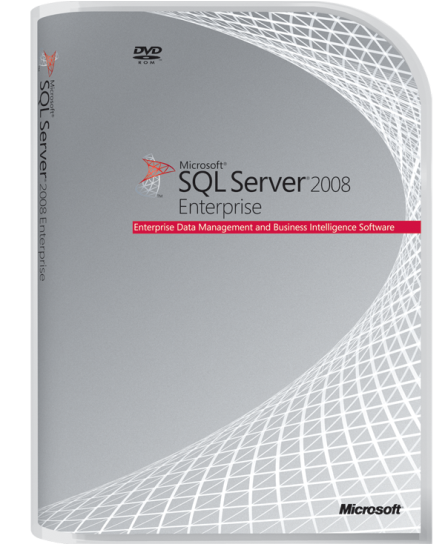 DVD
ROM
Microsoft®
SQL Server® 2008
Enterprise
Enterprise Data Management and Business Intelligence Software
Microsoft®
SQL Server® 2008 Enterprise
TM
Microsoft